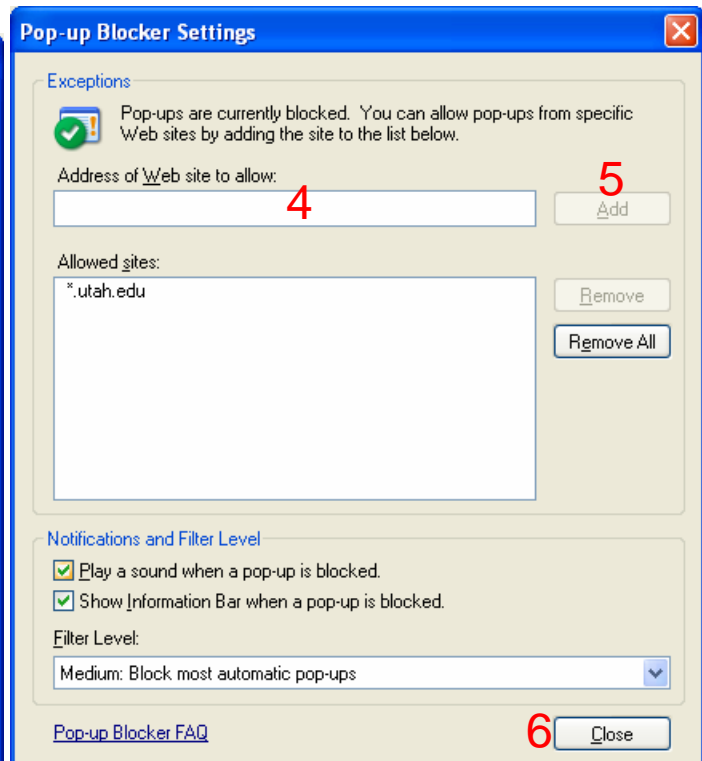 Pop-up Blocker Settings
Exceptions
Pop-ups are currently blocked. You can allow pop-ups from specific
Web sites by adding the site to the list below.
Address of Web site to allow:
4
5
Add
Allowed sites:
*.utah.edu
Remove
Remove All
Notifications and Filter Level
Play a sound when a pop-up is blocked.
Show Information Bar when a pop-up is blocked.
Filter Level:
Medium: Block most automatic pop-ups
Pop-up Blocker FAQ
6
Close